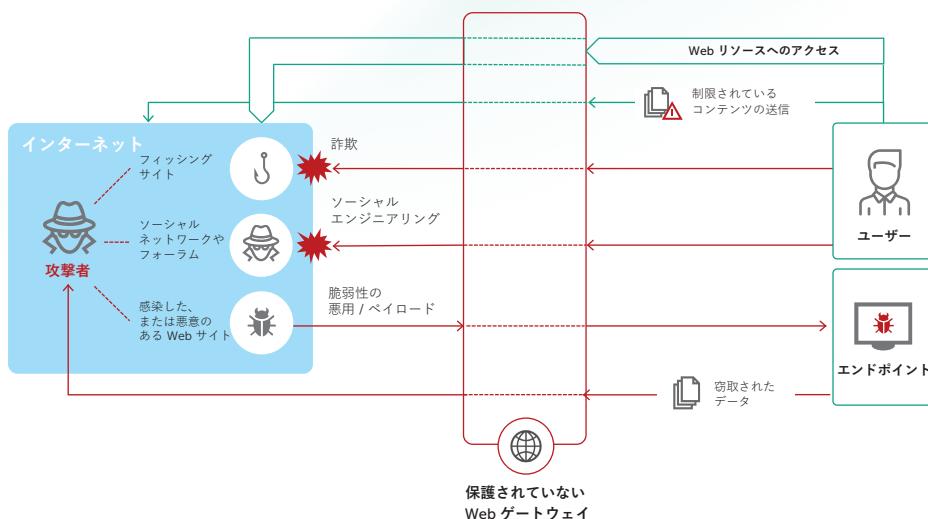 Web リソースへのアクセス
制限されている
コンテンツの送信
インターネット
フィッシング
サイト
詐欺
ソーシャル
エンジニアリング
ソーシャル
ネットワークや
フォーラム
攻撃者
ユーザー
感染した、
または悪意の
ある Web サイト
脆弱性の
悪用 / ペイロード
エンドポイント
窃取された
データ
保護されていない
Web ゲートウェイ